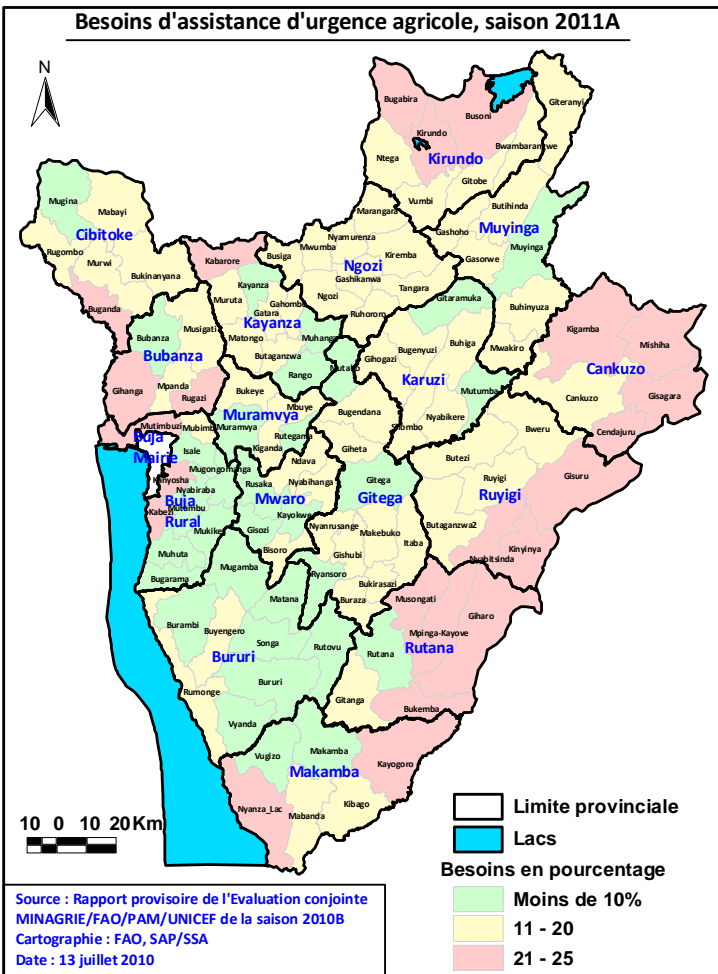 Besoins d'assistance d'urgence agricole, saison 2011A
N
Bugabira
Busoni
Giteranyi
Kirundo
Bwambarangwe
Ntega
Kirundo
Gitobe
Vumbi
Butihinda
Mugina
Mabayi
Marangara
Gashoho
Muyinga
Muyinga
Cibitoke
Nyamurenza
Mwumba
Kiremba
Gasorwe
Rugombo
Murwi
Kabarore
Busiga
Ngozi
Bukinanyana
Kayanza
Gashikanwa
Tangara
Gitaramuka
Buhinyuza
Buganda
Muruta
Gahombo
Gatara
Ngozi
Kayanza
Ruhororo
Kigamba
Mishiha
Musigati
Bubanza
Matongo
Muhanga
Buhiga
Mwakiro
Bubanza
Butaganzwa
Mutaho
Gihogazi
Bugenyuzi
Cankuzo
Gihanga
Mpanda
Rango
Karuzi
Mutumba
Cankuzo
Gisagara
Rugazi
Bukeye
Mbuye
Bugendana
Nyabikere
Muramvya
Mutimbuzi
Mubimbi
Muramvya
Rutegama
Shombo
Bweru
Cendajuru
Buja
Mairie
Isale
Kiganda
Giheta
Butezi
Ndava
Mugongomanga
Kanyosha
Nyabiraba
Rusaka
Nyabihanga
Gitega
Ruyigi
Gisuru
Buja
Rural
Mwaro
Gitega
Ruyigi
Kabezi
Mutambu
Kayokwe
Nyanrusange
Butaganzwa2
Mukike
Gisozi
Makebuko
Kinyinya
Muhuta
Bisoro
Gishubi
Itaba
Nyabitsinda
Bugarama
Mugamba
Ryansoro
Bukirasazi
Matana
Buraza
Musongati
Giharo
Burambi
Buyengero
Songa
Rutovu
Mpinga-Kayove
Rutana
Rutana
Bururi
Rumonge
Bururi
Gitanga
Bukemba
Vyanda
Makamba
Vugizo
Makamba
Kayogoro
Nyanza_Lac
Kibago
Mabanda
10 0 10 20 Km
Limite provinciale
Lacs
Besoins en pourcentage
Moins de 10%
11 - 20
21 - 25
Source : Rapport provisoire de l'Evaluation conjointe
MINAGRIE/FAO/PAM/UNICEF de la saison 2010B
Cartographie : FAO, SAP/SSA
Date : 13 juillet 2010